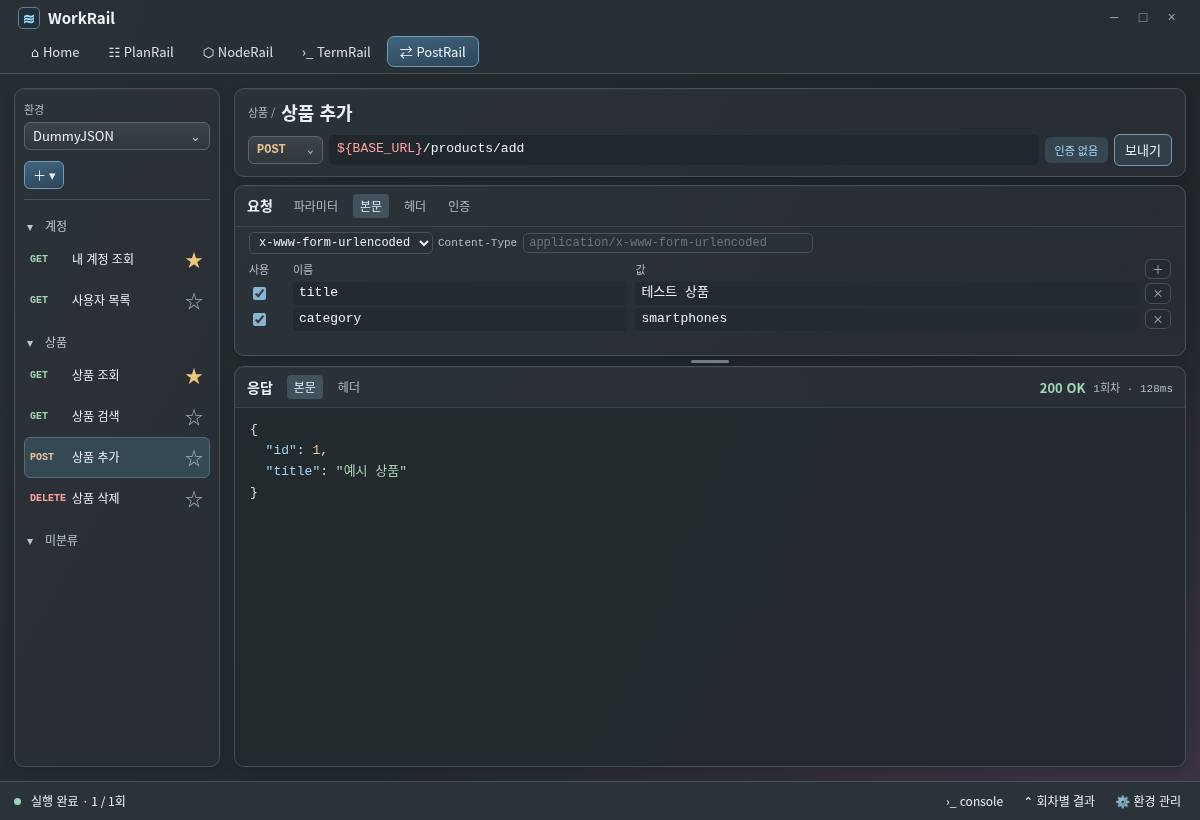 WorkRail
Home PlanRail NodeRail ›_ TermRail PostRail
환경
DummyJSON
+ ▾
계정
GET 내 계정 조회
GET 사용자 목록
상품
GET 상품 조회
GET 상품 검색
POST 상품 추가
DELETE 상품 삭제
미분류
상품 / 상품 추가
POST ${BASE_URL}/products/add 인증 없음 보내기
요청 파라미터 본문 헤더 인증
x-www-form-urlencoded Content-Type application/x-www-form-urlencoded
사용 이름 값 +
title 테스트 상품 ×
category smartphones ×
응답 본문 헤더 200 OK 1회차 · 128ms
{
"id": 1,
"title": "예시 상품"
}
실행 완료 · 1 / 1회 ›_ console ⌃ 회차별 결과 ⚙️ 환경 관리